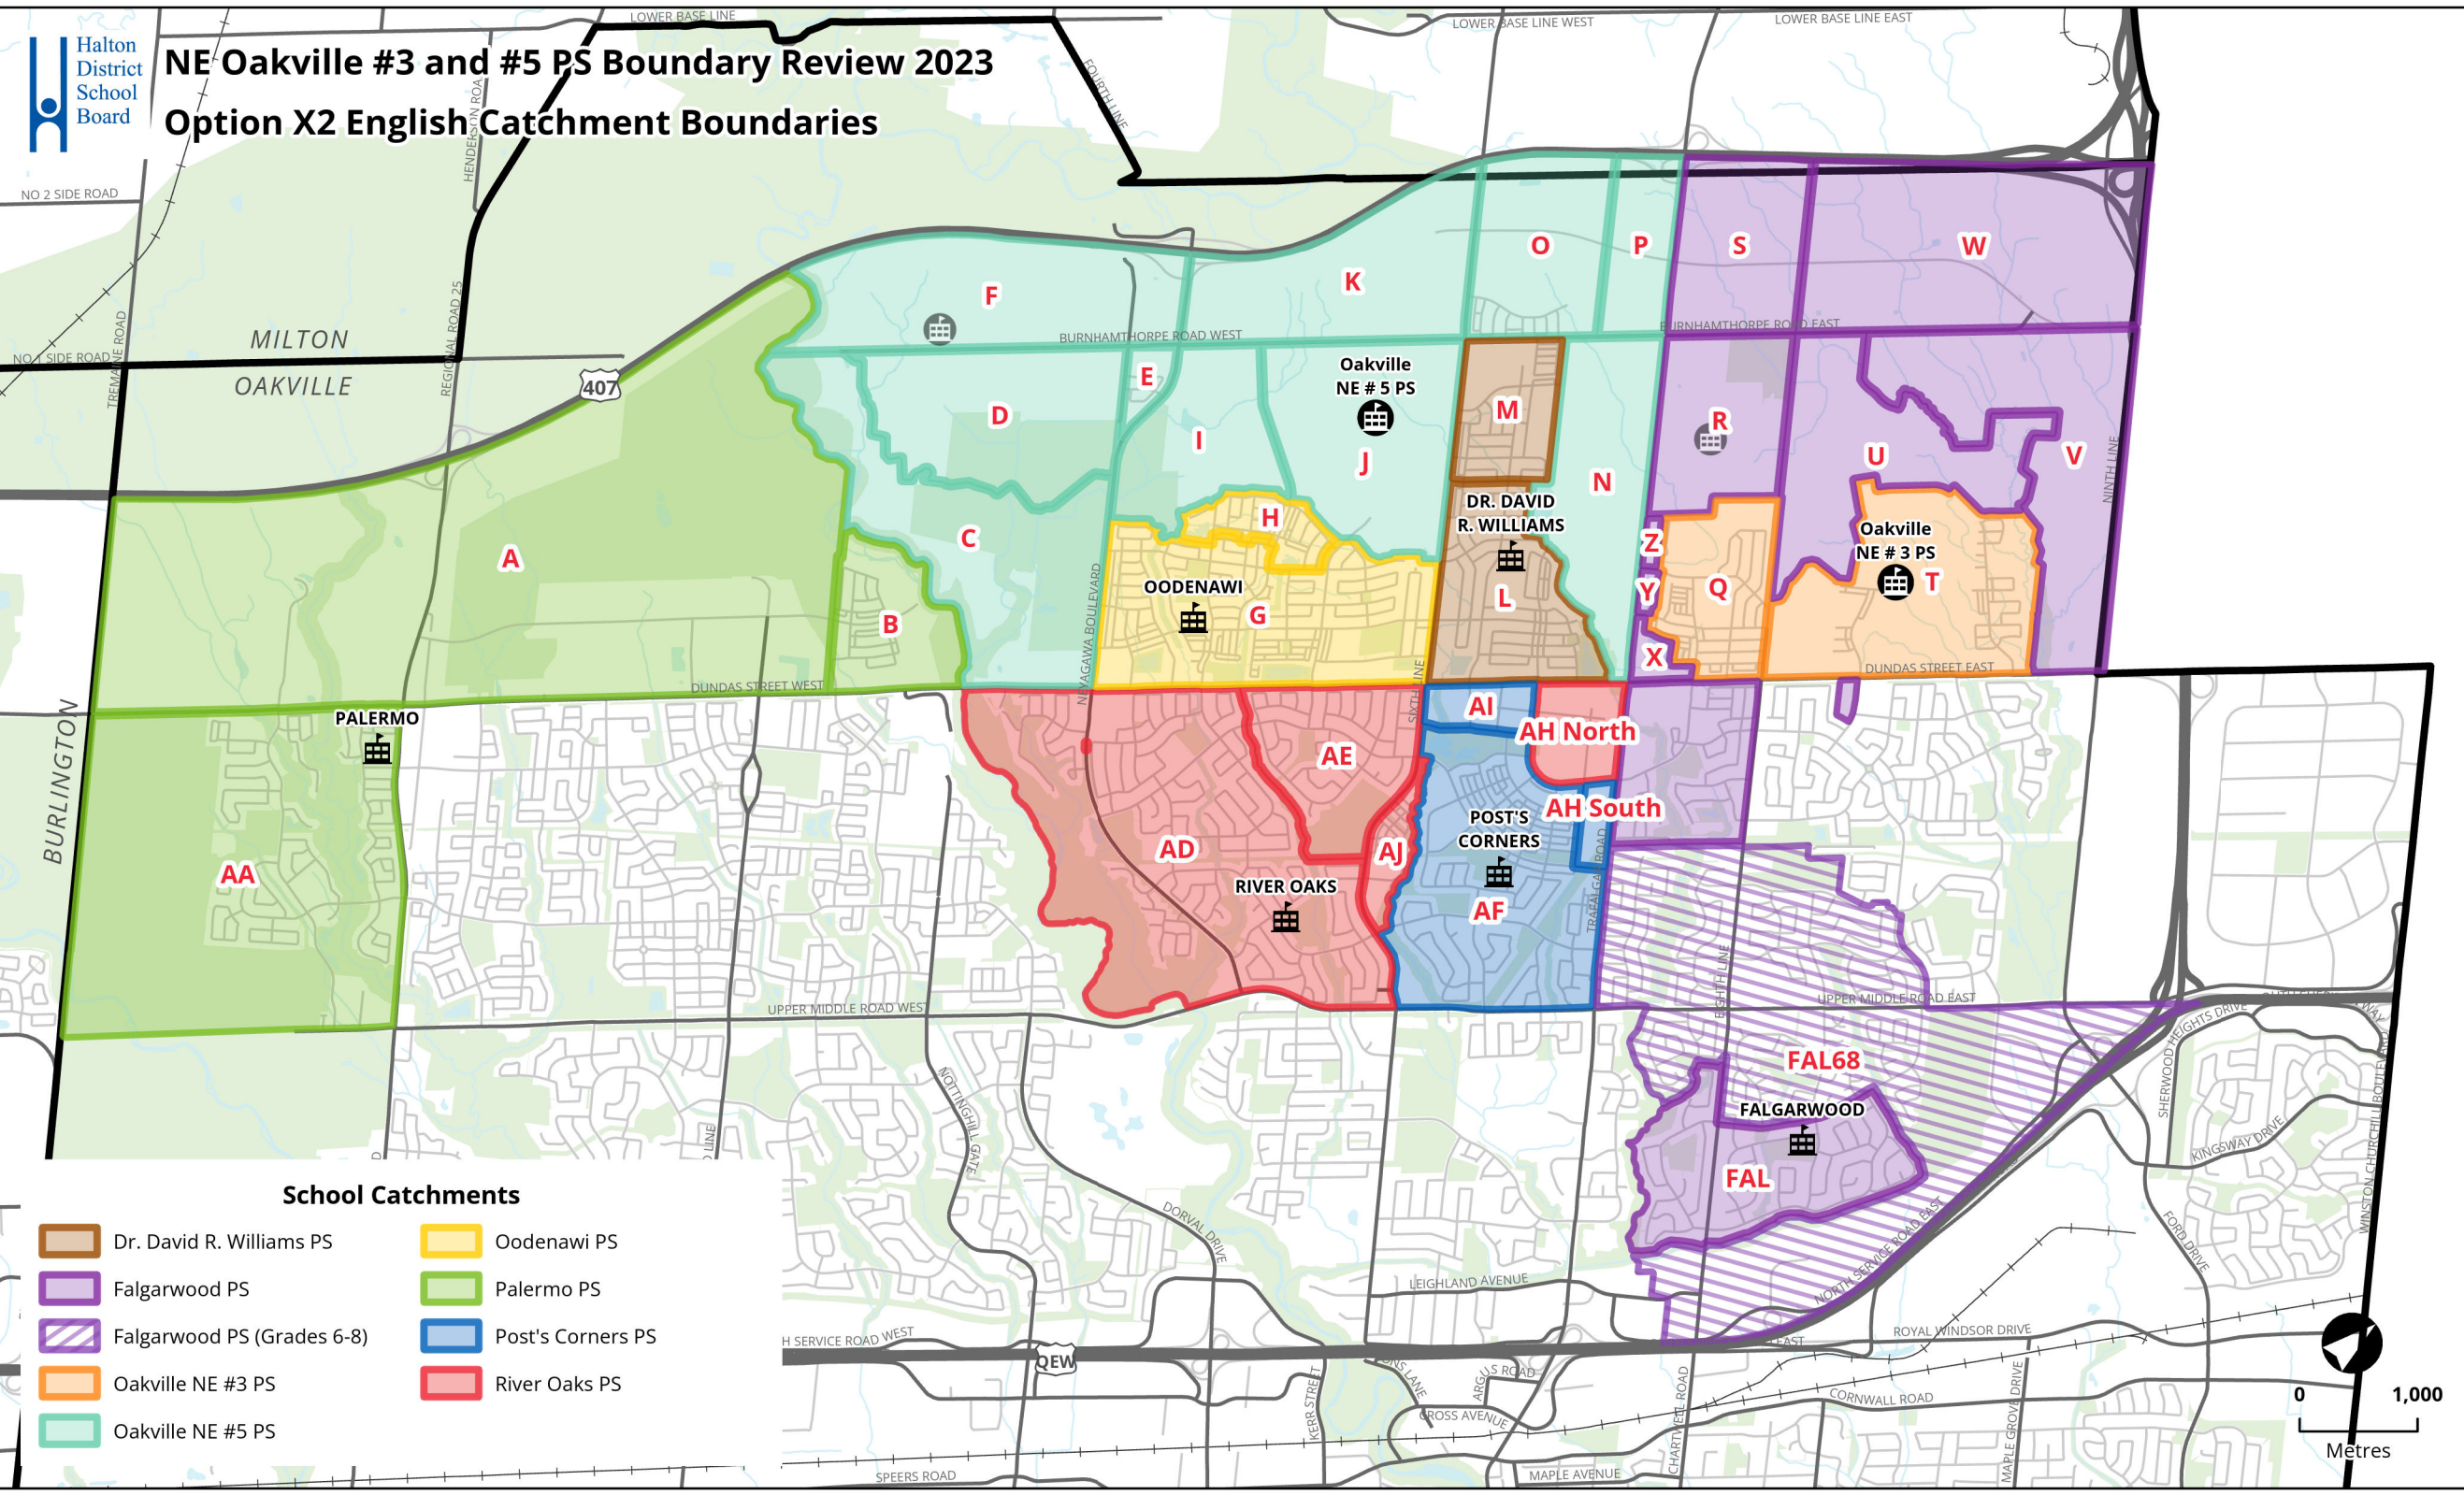 Halton
District
School
Board
NE Oakville #3 and #5 PS Boundary Review 2023
Option X2 English Catchment Boundaries
LOWER BASE LINE
LOWER BASE LINE WEST
LOWER BASE LINE EAST
FOURTH LINE
NO 2 SIDE ROAD
NO 1 SIDE ROAD
TREMAINE ROAD
REGIONAL ROAD 25
MILTON
OAKVILLE
407
BURLINGTON
BURNHAMTHORPE ROAD WEST
BURNHAMTHORPE ROAD EAST
F
K
O
P
S
W
E
D
I
Oakville
NE # 5 PS
J
M
N
R
U
V
NINTH LINE
A
C
B
H
OODENAWI
G
DR. DAVID
R. WILLIAMS
L
Z
Y
X
Q
Oakville
NE # 3 PS
T
NEYAGAWA BOULEVARD
SIXTH LINE
DUNDAS STREET WEST
DUNDAS STREET EAST
PALERMO
AA
AI
AH North
AE
AH South
AD
AJ
POST'S
CORNERS
AF
RIVER OAKS
EIGHTH LINE
UPPER MIDDLE ROAD WEST
UPPER MIDDLE ROAD EAST
FAL68
FALGARWOOD
FAL
NOTTINGHILL GATE
DORVAL DRIVE
SHERWOOD HEIGHTS DRIVE
KINGSWAY DRIVE
FORD DRIVE
NORTH SERVICE ROAD EAST
LEIGHLAND AVENUE
ROYAL WINDSOR DRIVE
H SERVICE ROAD WEST
QEW
EAST
KERR STREET
CROSS AVENUE
CHARTWELL ROAD
CORNWALL ROAD
MAPLE GROVE DRIVE
SPEERS ROAD
MAPLE AVENUE
School Catchments
Dr. David R. Williams PS
Falgarwood PS
Falgarwood PS (Grades 6-8)
Oakville NE #3 PS
Oakville NE #5 PS
Oodenawi PS
Palermo PS
Post's Corners PS
River Oaks PS
0 1,000
Metres